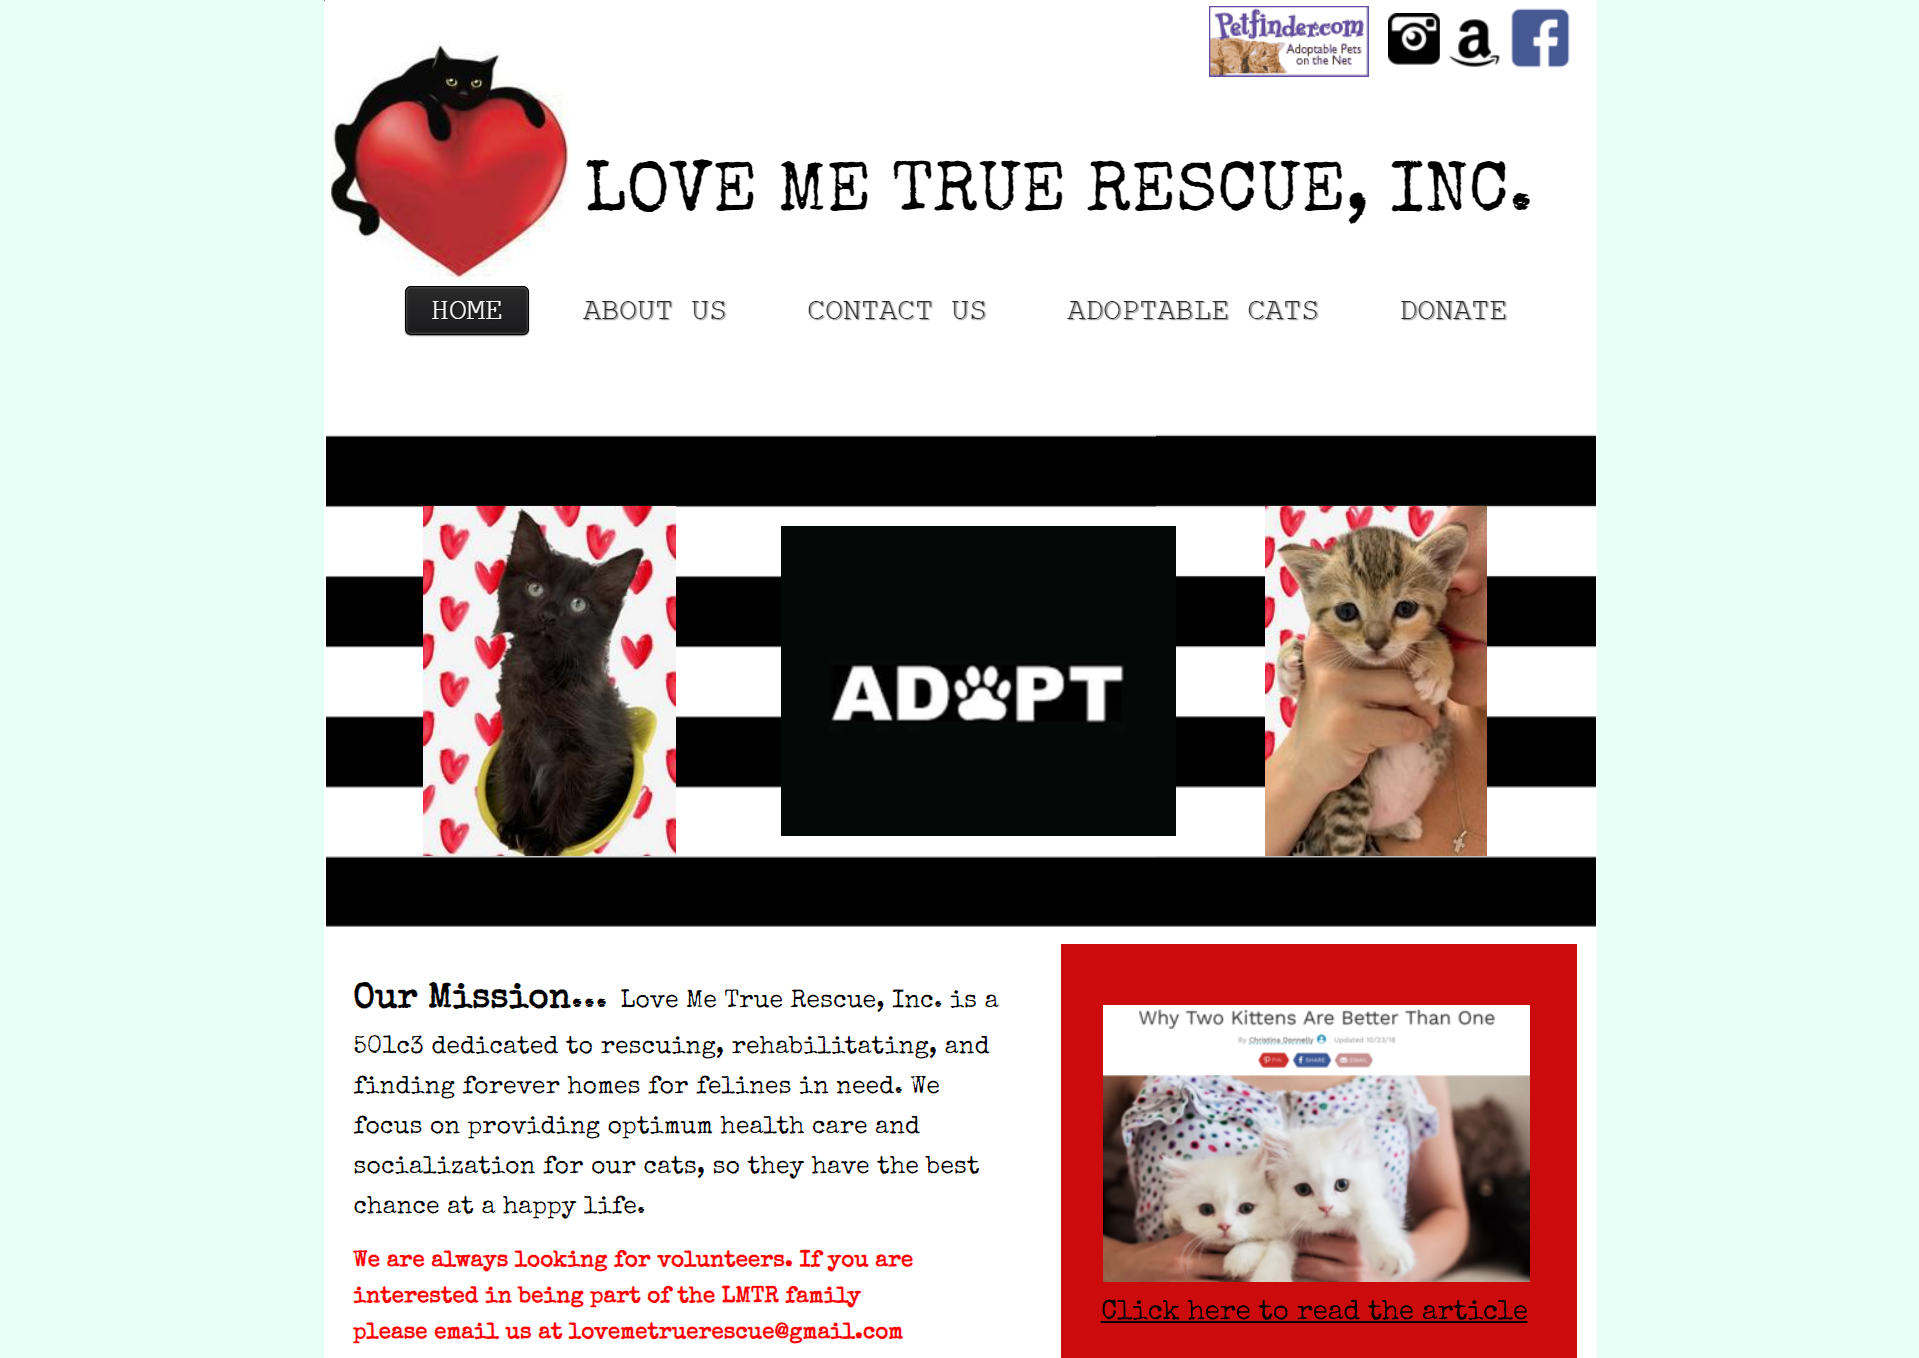 Petfinder.com
Adoptable Pets
on the Net
LOVE ME TRUE RESCUE, INC.
HOME ABOUT US CONTACT US ADOPTABLE CATS DONATE
ADOPT
Our Mission... Love Me True Rescue, Inc. is a
501c3 dedicated to rescuing, rehabilitating, and
finding forever homes for felines in need. We
focus on providing optimum health care and
socialization for our cats, so they have the best
chance at a happy life.
We are always looking for volunteers. If you are
interested in being part of the LMTR family
please email us at lovemetruerescue@gmail.com
Why Two Kittens Are Better Than One
By Christina Donnelly Updated 10/23/18
PIN SHARE EMAIL
Click here to read the article